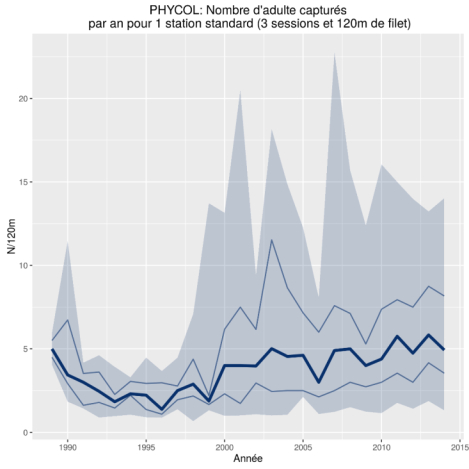 PHYCOL: Nombre d'adulte capturés
par an pour 1 station standard (3 sessions et 120m de filet)
20
15
10
5
0
N/120m
1990 1995 2000 2005 2010 2015
Année